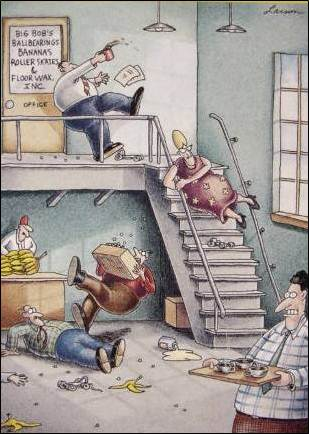 Larson
BIG BOB'S
BALLBEARINGS,
BANANAS,
ROLLER SKATES,
&
FLOOR WAX,
INC.
OFFICE